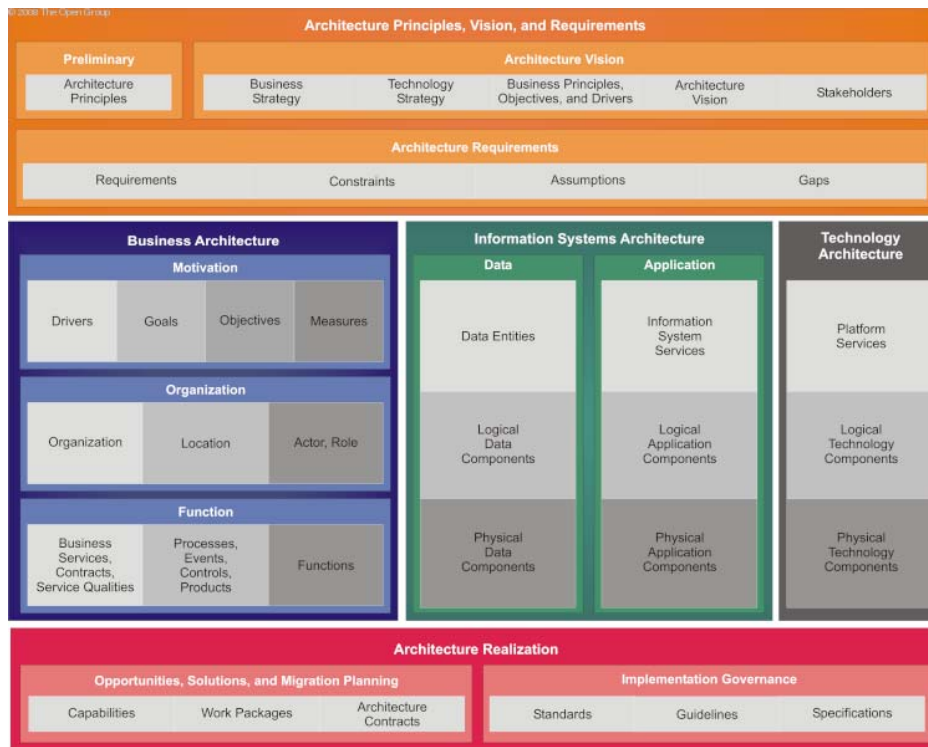 © 2008 The Open Group
Architecture Principles, Vision, and Requirements
Preliminary
Architecture
Principles
Architecture Vision
Business
Strategy
Technology
Strategy
Business Principles,
Objectives, and Drivers
Architecture
Vision
Stakeholders
Architecture Requirements
Requirements
Constraints
Assumptions
Gaps
Business Architecture
Motivation
Drivers
Goals
Objectives
Measures
Organization
Organization
Location
Actor, Role
Function
Business
Services,
Contracts,
Service Qualities
Processes,
Events,
Controls,
Products
Functions
Information Systems Architecture
Data
Data Entities
Logical
Data
Components
Physical
Data
Components
Application
Information
System
Services
Logical
Application
Components
Physical
Application
Components
Technology
Architecture
Platform
Services
Logical
Technology
Components
Physical
Technology
Components
Architecture Realization
Opportunities, Solutions, and Migration Planning
Capabilities
Work Packages
Architecture
Contracts
Implementation Governance
Standards
Guidelines
Specifications